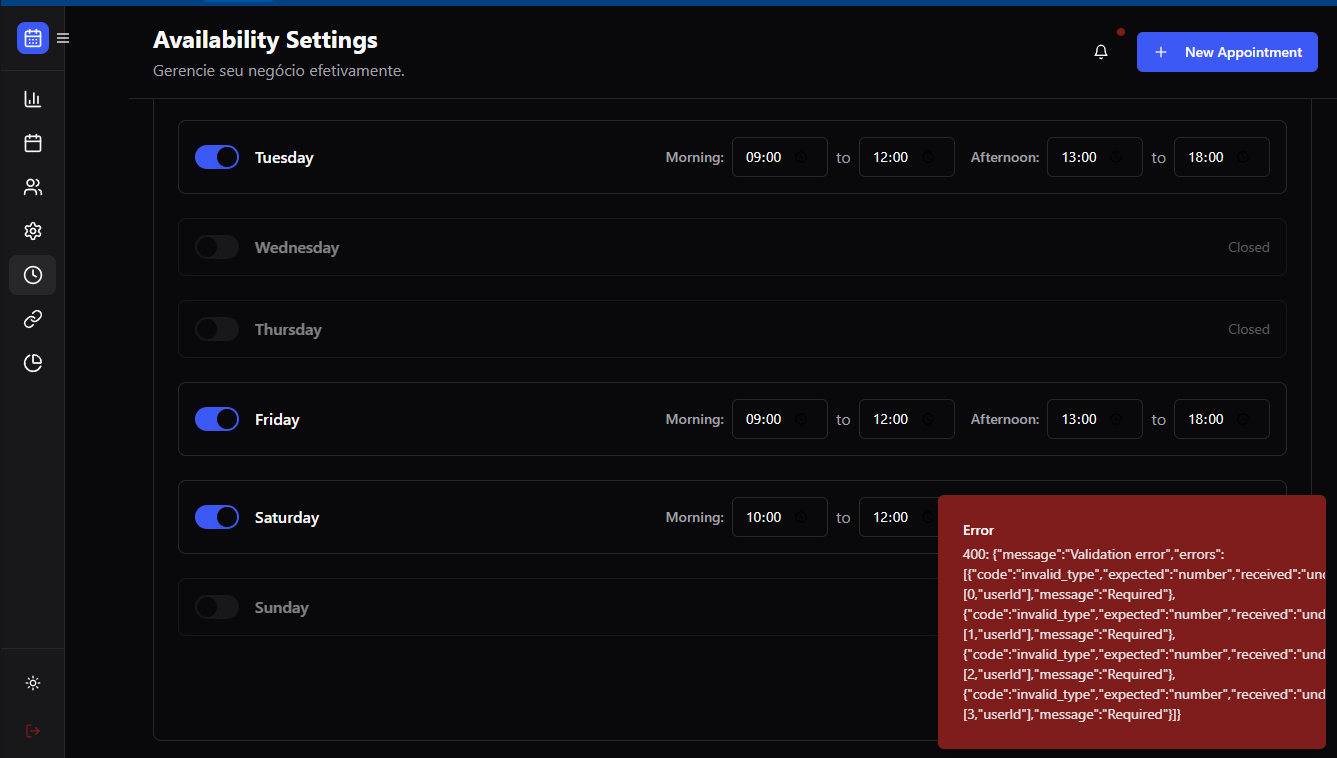 Availability Settings
Gerencie seu negócio efetivamente.
New Appointment
Tuesday Morning: 09:00 to 12:00 Afternoon: 13:00 to 18:00
Wednesday Closed
Thursday Closed
Friday Morning: 09:00 to 12:00 Afternoon: 13:00 to 18:00
Saturday Morning: 10:00 to 12:00
Sunday
Error
400: {"message":"Validation error","errors":
[{"code":"invalid_type","expected":"number","received":"und
[0,"userId"],"message":"Required"},
{"code":"invalid_type","expected":"number","received":"und
[1,"userId"],"message":"Required"},
{"code":"invalid_type","expected":"number","received":"und
[2,"userId"],"message":"Required"},
{"code":"invalid_type","expected":"number","received":"und
[3,"userId"],"message":"Required"}]}